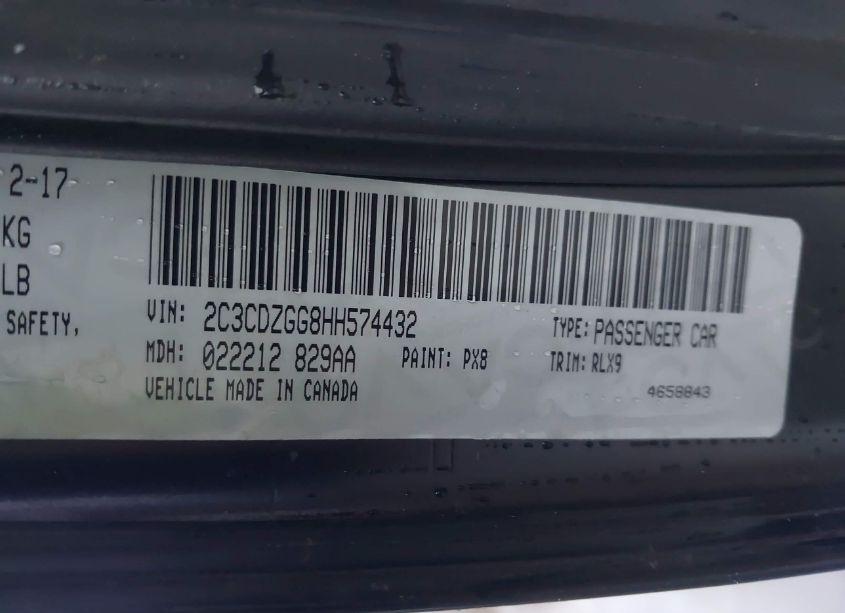 2-17
KG
LB
SAFETY,
VIN: 2C3CDZGG8HH574432
TYPE: PASSENGER CAR
MDH: 022212 829AA
PAINT: PX8
TRIM: RLX9
VEHICLE MADE IN CANADA
4658843